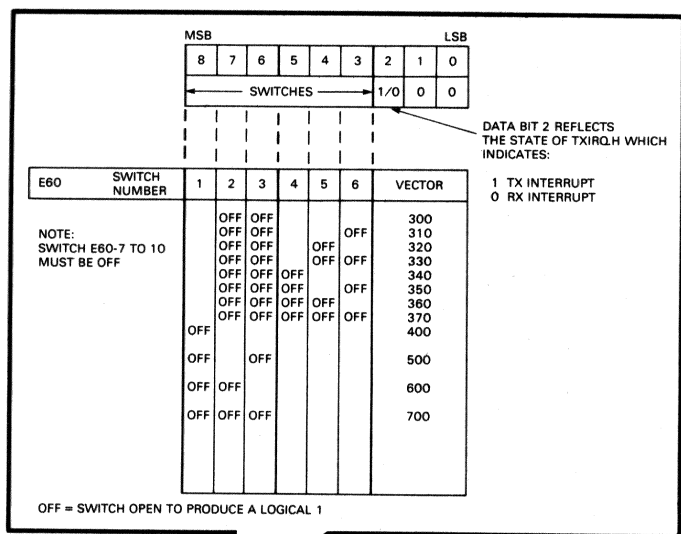 MSB LSB
8 7 6 5 4 3 2 1 0
SWITCHES 1/0 0 0
DATA BIT 2 REFLECTS
THE STATE OF TXIRQ.H WHICH
INDICATES:
1 TX INTERRUPT
0 RX INTERRUPT
E60 SWITCH NUMBER 1 2 3 4 5 6 VECTOR
NOTE:
SWITCH E60-7 TO 10
MUST BE OFF
OFF OFF 300
OFF OFF OFF 310
OFF OFF OFF 320
OFF OFF OFF OFF 330
OFF OFF OFF 340
OFF OFF OFF OFF 350
OFF OFF OFF OFF 360
OFF OFF OFF OFF OFF 370
OFF 400
OFF OFF 500
OFF OFF 600
OFF OFF OFF 700
OFF = SWITCH OPEN TO PRODUCE A LOGICAL 1